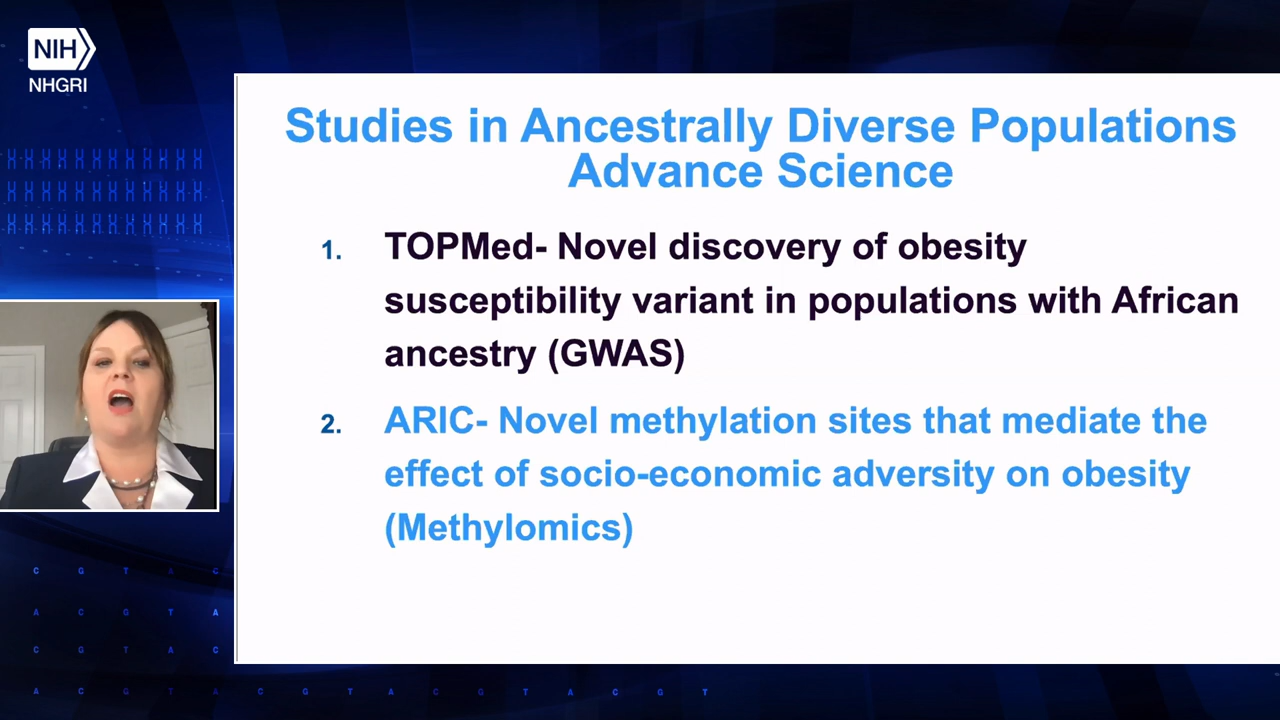 NIH
NHGRI
Studies in Ancestrally Diverse Populations
Advance Science
1. TOPMed- Novel discovery of obesity
susceptibility variant in populations with African
ancestry (GWAS)
2. ARIC- Novel methylation sites that mediate the
effect of socio-economic adversity on obesity
(Methylomics)
C G T A C
A C G T A
C G T A C
A C G T A C G T A C G T A C G T